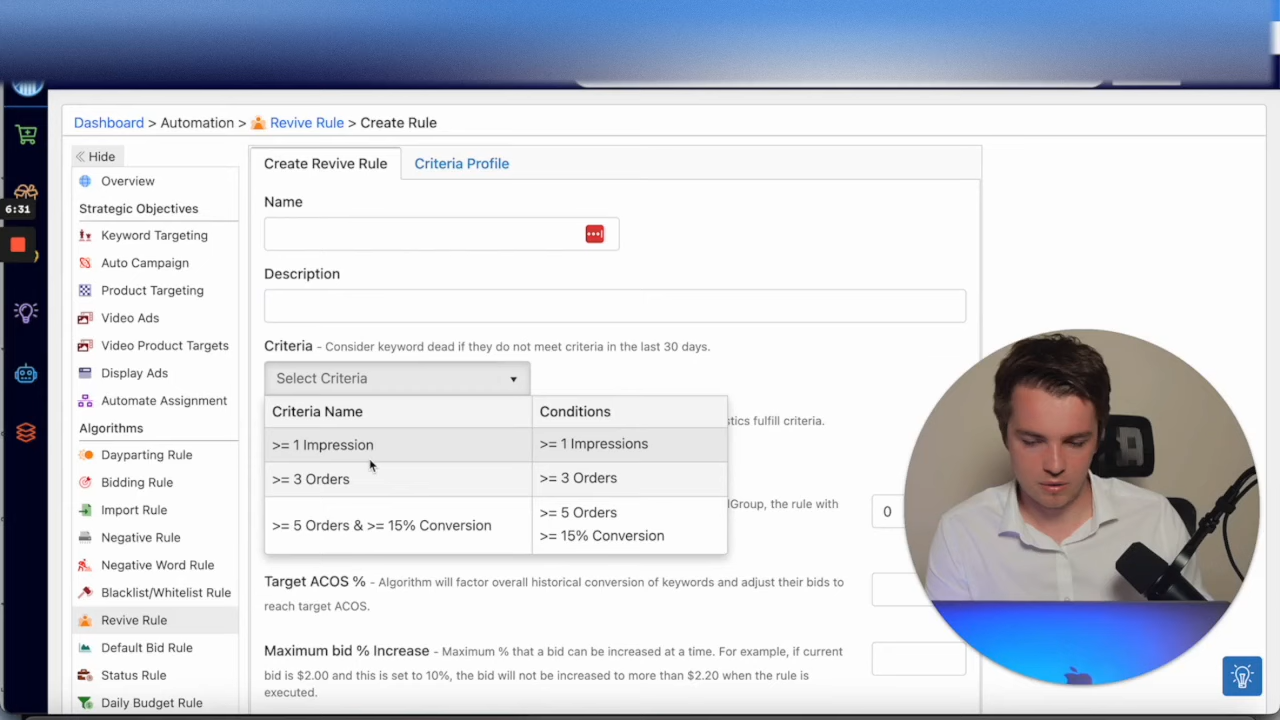 Dashboard > Automation > Revive Rule > Create Rule
Hide
Overview
Strategic Objectives
Keyword Targeting
Auto Campaign
Product Targeting
Video Ads
Video Product Targets
Display Ads
Automate Assignment
Algorithms
Dayparting Rule
Bidding Rule
Import Rule
Negative Rule
Negative Word Rule
Blacklist/Whitelist Rule
Revive Rule
Default Bid Rule
Status Rule
Daily Budget Rule
6:31
Create Revive Rule
Criteria Profile
Name
Description
Criteria - Consider keyword dead if they do not meet criteria in the last 30 days.
Select Criteria
Criteria Name Conditions
>= 1 Impression >= 1 Impressions
>= 3 Orders >= 3 Orders
>= 5 Orders & >= 15% Conversion >= 5 Orders
>= 15% Conversion
fulfill criteria.
the rule with
0
Target ACOS % - Algorithm will factor overall historical conversion of keywords and adjust their bids to
reach target ACOS.
Maximum bid % Increase - Maximum % that a bid can be increased at a time. For example, if current
bid is $2.00 and this is set to 10%, the bid will not be increased to more than $2.20 when the rule is
executed.